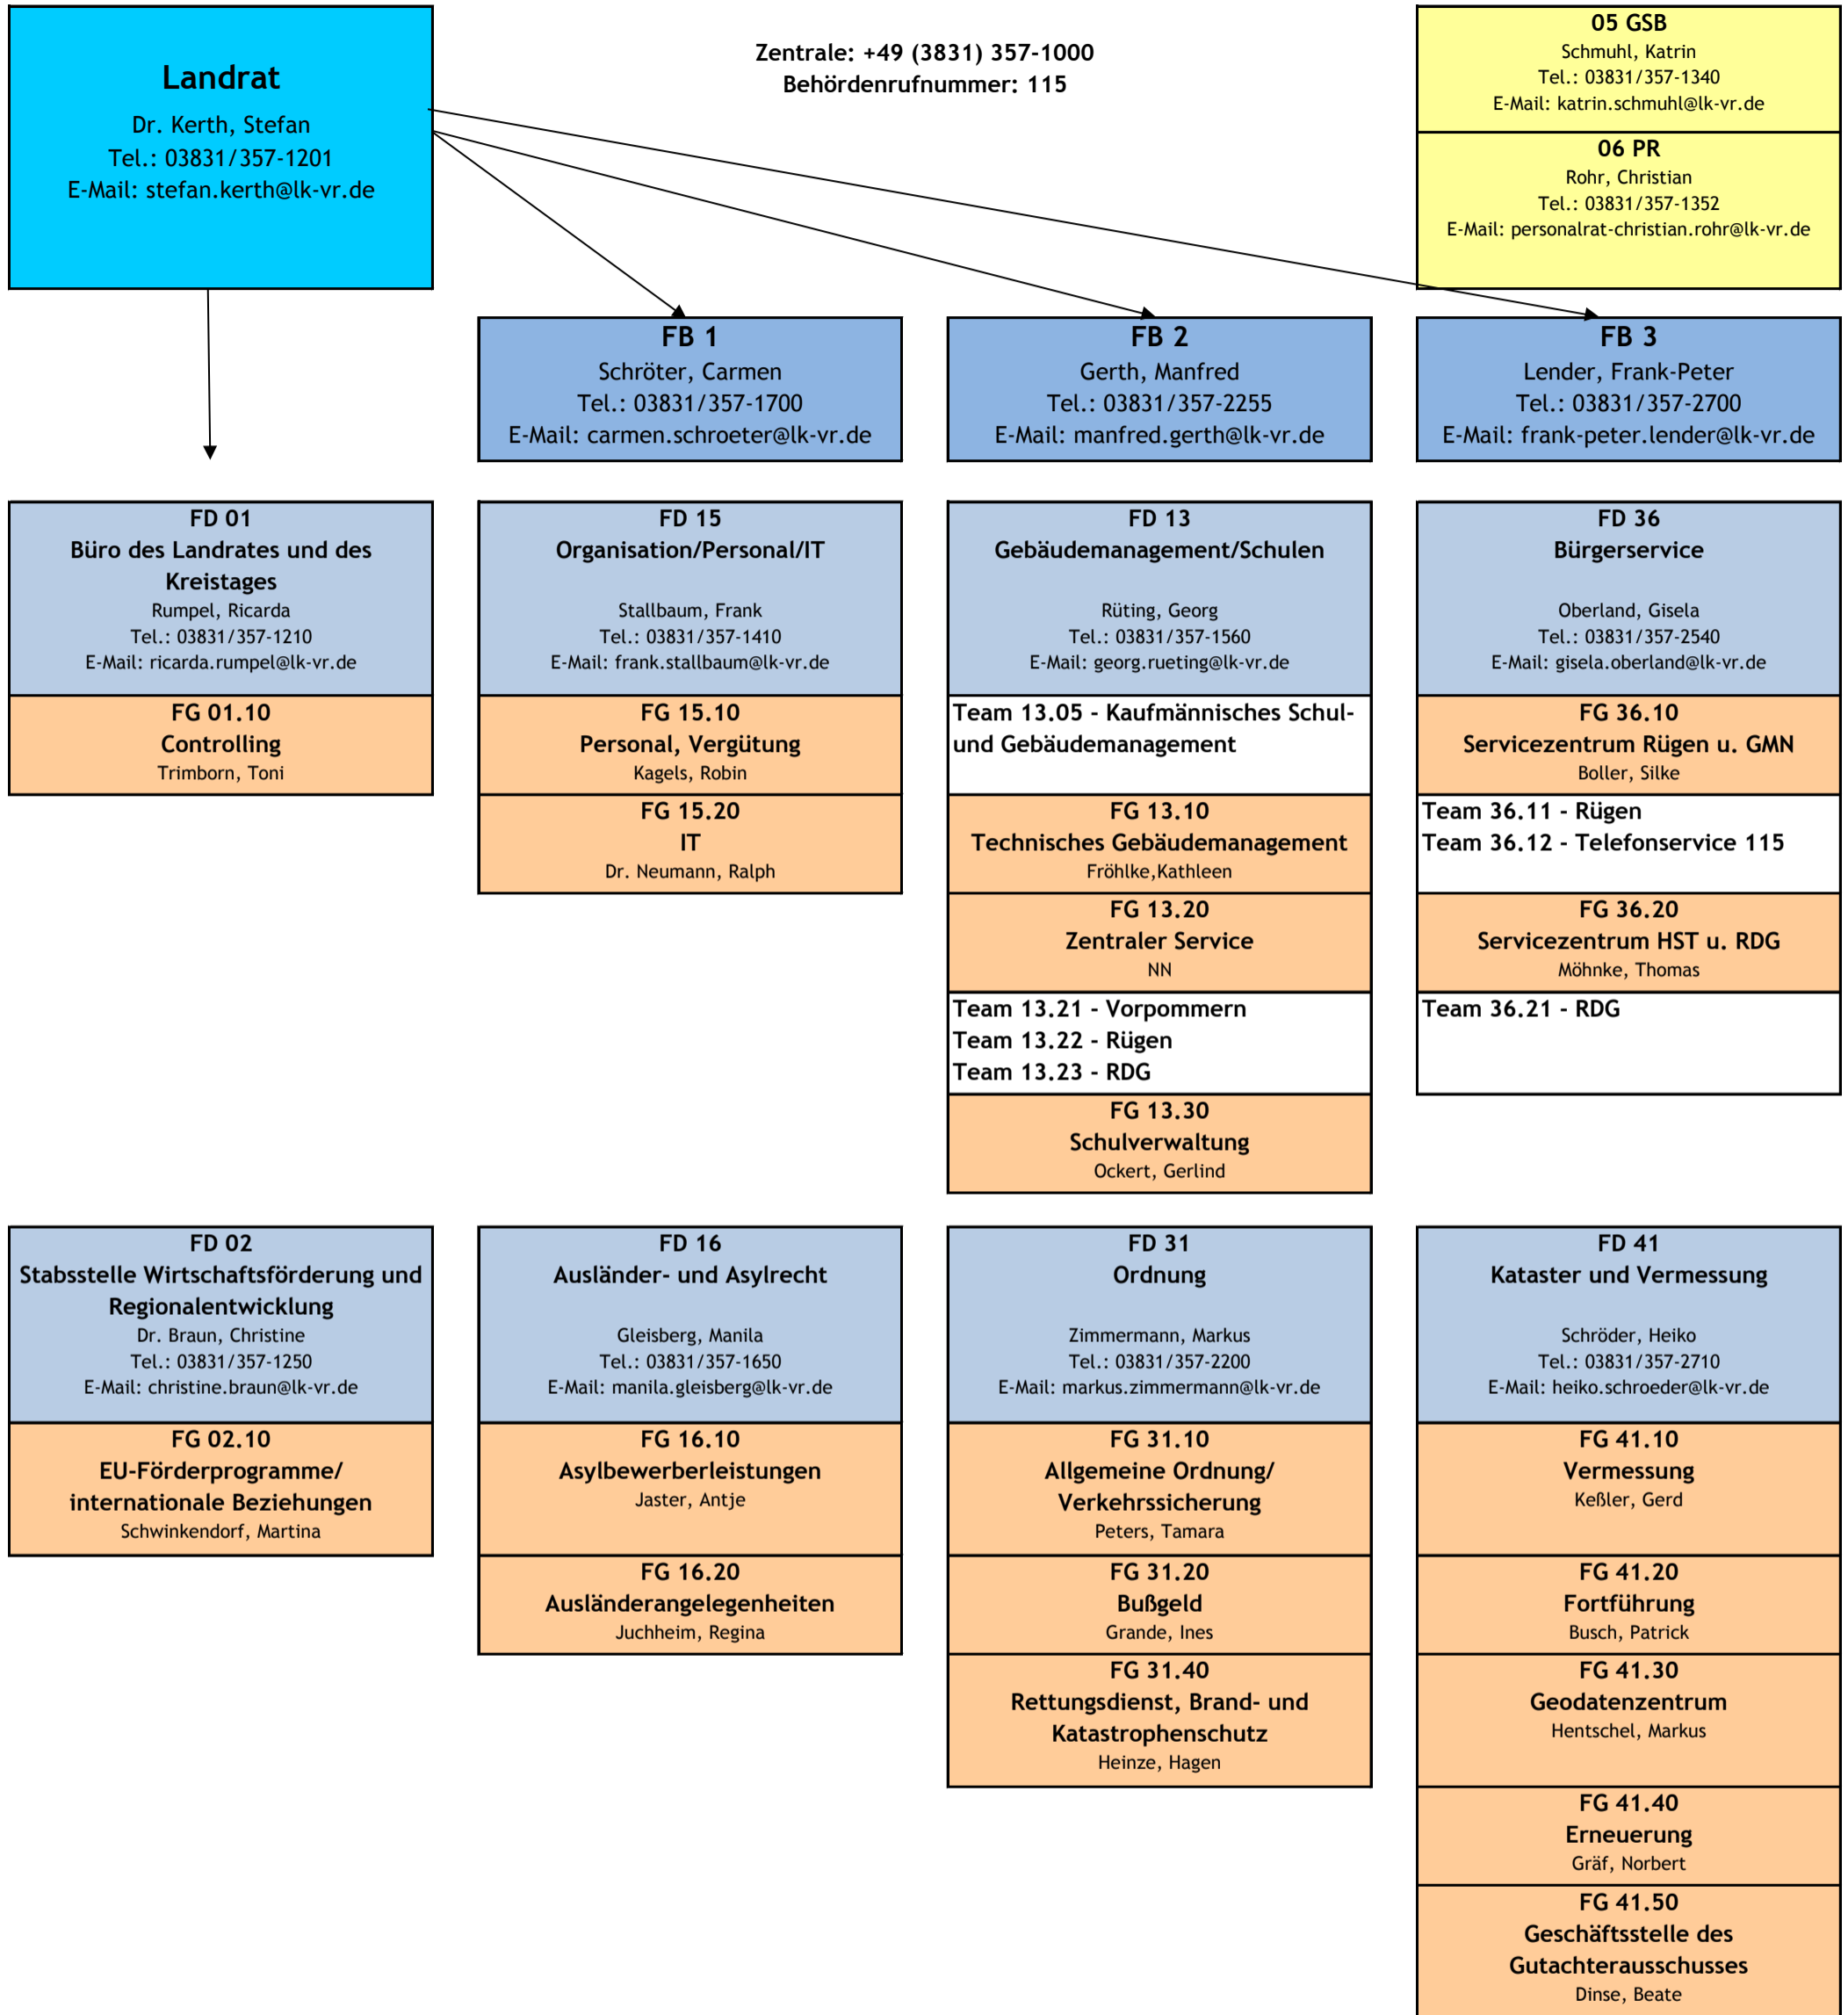 Landrat
Dr. Kerth, Stefan
Tel.: 03831/357-1201
E-Mail: stefan.kerth@lk-vr.de
Zentrale: +49 (3831) 357-1000
Behördenrufnummer: 115
05 GSB
Schmuhl, Katrin
Tel.: 03831/357-1340
E-Mail: katrin.schmuhl@lk-vr.de
06 PR
Rohr, Christian
Tel.: 03831/357-1352
E-Mail: personalrat-christian.rohr@lk-vr.de
FB 1
Schröter, Carmen
Tel.: 03831/357-1700
E-Mail: carmen.schroeter@lk-vr.de
FB 2
Gerth, Manfred
Tel.: 03831/357-2255
E-Mail: manfred.gerth@lk-vr.de
FB 3
Lender, Frank-Peter
Tel.: 03831/357-2700
E-Mail: frank-peter.lender@lk-vr.de
FD 01
Büro des Landrates und des
Kreistages
Rumpel, Ricarda
Tel.: 03831/357-1210
E-Mail: ricarda.rumpel@lk-vr.de
FG 01.10
Controlling
Trimborn, Toni
FD 15
Organisation/Personal/IT
Stallbaum, Frank
Tel.: 03831/357-1410
E-Mail: frank.stallbaum@lk-vr.de
FG 15.10
Personal, Vergütung
Kagels, Robin
FG 15.20
IT
Dr. Neumann, Ralph
FD 13
Gebäudemanagement/Schulen
Rüting, Georg
Tel.: 03831/357-1560
E-Mail: georg.rueting@lk-vr.de
Team 13.05 - Kaufmännisches Schul-
und Gebäudemanagement
FG 13.10
Technisches Gebäudemanagement
Fröhlke,Kathleen
FG 13.20
Zentraler Service
NN
Team 13.21 - Vorpommern
Team 13.22 - Rügen
Team 13.23 - RDG
FG 13.30
Schulverwaltung
Ockert, Gerlind
FD 36
Bürgerservice
Oberland, Gisela
Tel.: 03831/357-2540
E-Mail: gisela.oberland@lk-vr.de
FG 36.10
Servicezentrum Rügen u. GMN
Boller, Silke
Team 36.11 - Rügen
Team 36.12 - Telefonservice 115
FG 36.20
Servicezentrum HST u. RDG
Möhnke, Thomas
Team 36.21 - RDG
FD 02
Stabsstelle Wirtschaftsförderung und
Regionalentwicklung
Dr. Braun, Christine
Tel.: 03831/357-1250
E-Mail: christine.braun@lk-vr.de
FG 02.10
EU-Förderprogramme/
internationale Beziehungen
Schwinkendorf, Martina
FD 16
Ausländer- und Asylrecht
Gleisberg, Manila
Tel.: 03831/357-1650
E-Mail: manila.gleisberg@lk-vr.de
FG 16.10
Asylbewerberleistungen
Jaster, Antje
FG 16.20
Ausländerangelegenheiten
Juchheim, Regina
FD 31
Ordnung
Zimmermann, Markus
Tel.: 03831/357-2200
E-Mail: markus.zimmermann@lk-vr.de
FG 31.10
Allgemeine Ordnung/
Verkehrssicherung
Peters, Tamara
FG 31.20
Bußgeld
Grande, Ines
FG 31.40
Rettungsdienst, Brand- und
Katastrophenschutz
Heinze, Hagen
FD 41
Kataster und Vermessung
Schröder, Heiko
Tel.: 03831/357-2710
E-Mail: heiko.schroeder@lk-vr.de
FG 41.10
Vermessung
Keßler, Gerd
FG 41.20
Fortführung
Busch, Patrick
FG 41.30
Geodatenzentrum
Hentschel, Markus
FG 41.40
Erneuerung
Gräf, Norbert
FG 41.50
Geschäftsstelle des
Gutachterausschusses
Dinse, Beate